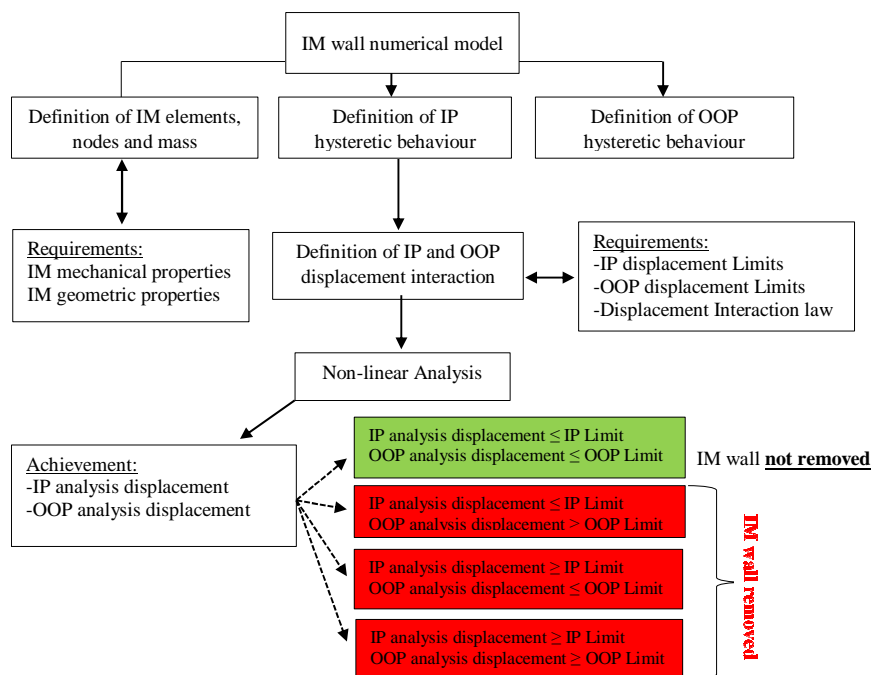 IM wall numerical model
Definition of IM elements,
nodes and mass
Definition of IP
hysteretic behaviour
Definition of OOP
hysteretic behaviour
Requirements:
IM mechanical properties
IM geometric properties
Definition of IP and OOP
displacement interaction
Requirements:
-IP displacement Limits
-OOP displacement Limits
-Displacement Interaction law
Non-linear Analysis
Achievement:
-IP analysis displacement
-OOP analysis displacement
IP analysis displacement ≤ IP Limit
OOP analysis displacement ≤ OOP Limit
IM wall not removed
IP analysis displacement ≤ IP Limit
OOP analysis displacement > OOP Limit
IP analysis displacement ≥ IP Limit
OOP analysis displacement ≤ OOP Limit
IP analysis displacement ≥ IP Limit
OOP analysis displacement ≥ OOP Limit
IM wall removed